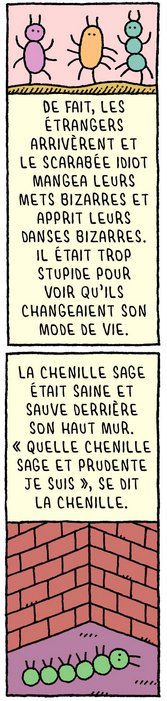 DE FAIT, LES
ÉTRANGERS
ARRIVÈRENT ET
LE SCARABÉE IDIOT
MANGEA LEURS
METS BIZARRES ET
APPRIT LEURS
DANSES BIZARRES.
IL ÉTAIT TROP
STUPIDE POUR
VOIR QU'ILS
CHANGEAIENT SON
MODE DE VIE.
LA CHENILLE SAGE
ÉTAIT SAINE ET
SAUVE DERRIÈRE
SON HAUT MUR.
« QUELLE CHENILLE
SAGE ET PRUDENTE
JE SUIS », SE DIT
LA CHENILLE.